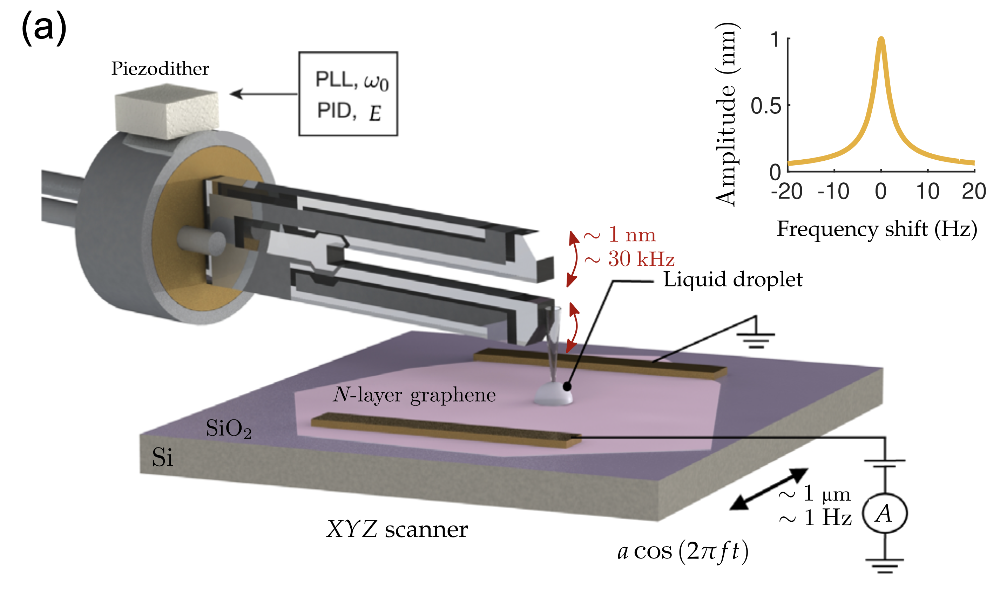 (a)
Piezodither
PLL, ω₀
PID, E
Amplitude (nm)
1
0.5
0
-20 -10 0 10 20
Frequency shift (Hz)
~ 1 nm
~ 30 kHz
Liquid droplet
N-layer graphene
SiO₂
Si
~ 1 μm
~ 1 Hz
A
XYZ scanner
a cos (2πft)